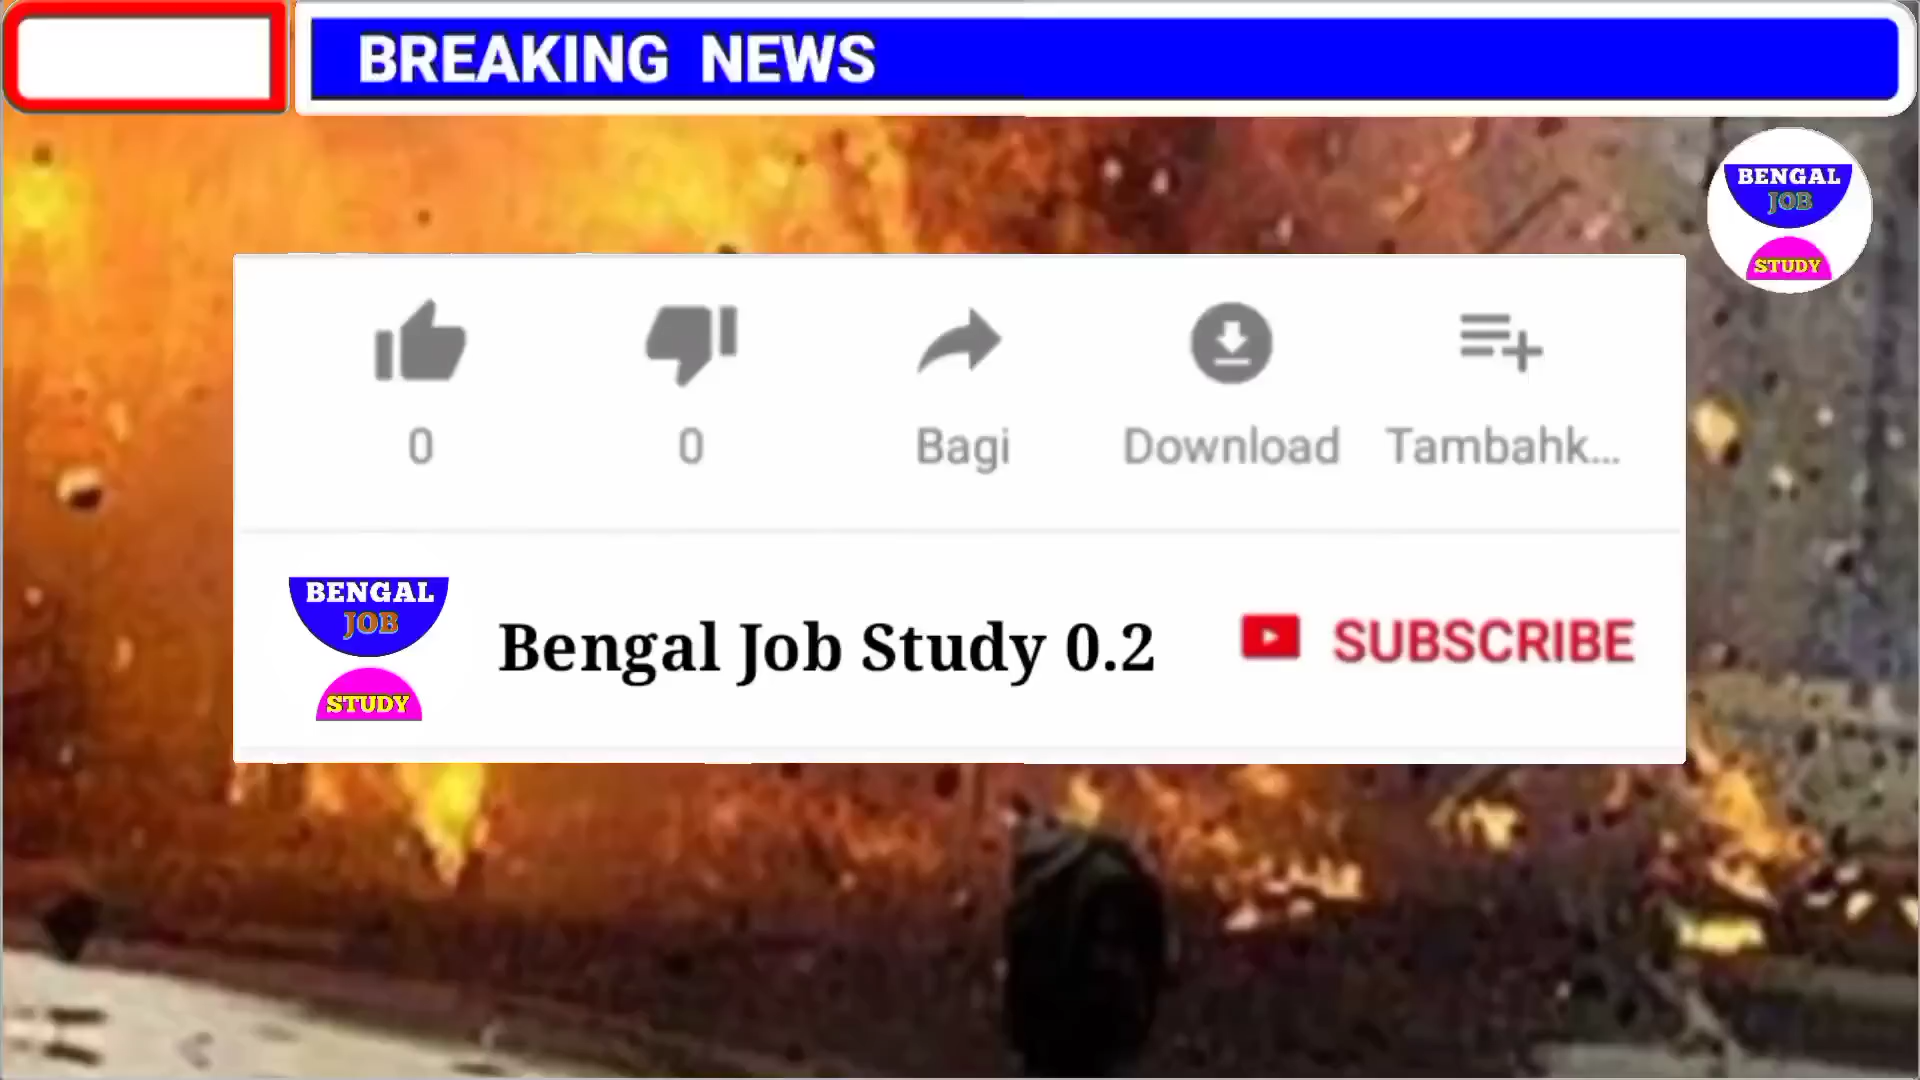 BREAKING NEWS
BENGAL
JOB
STUDY
0
0
Bagi
Download
Tambahk...
BENGAL
JOB
STUDY
Bengal Job Study 0.2
SUBSCRIBE